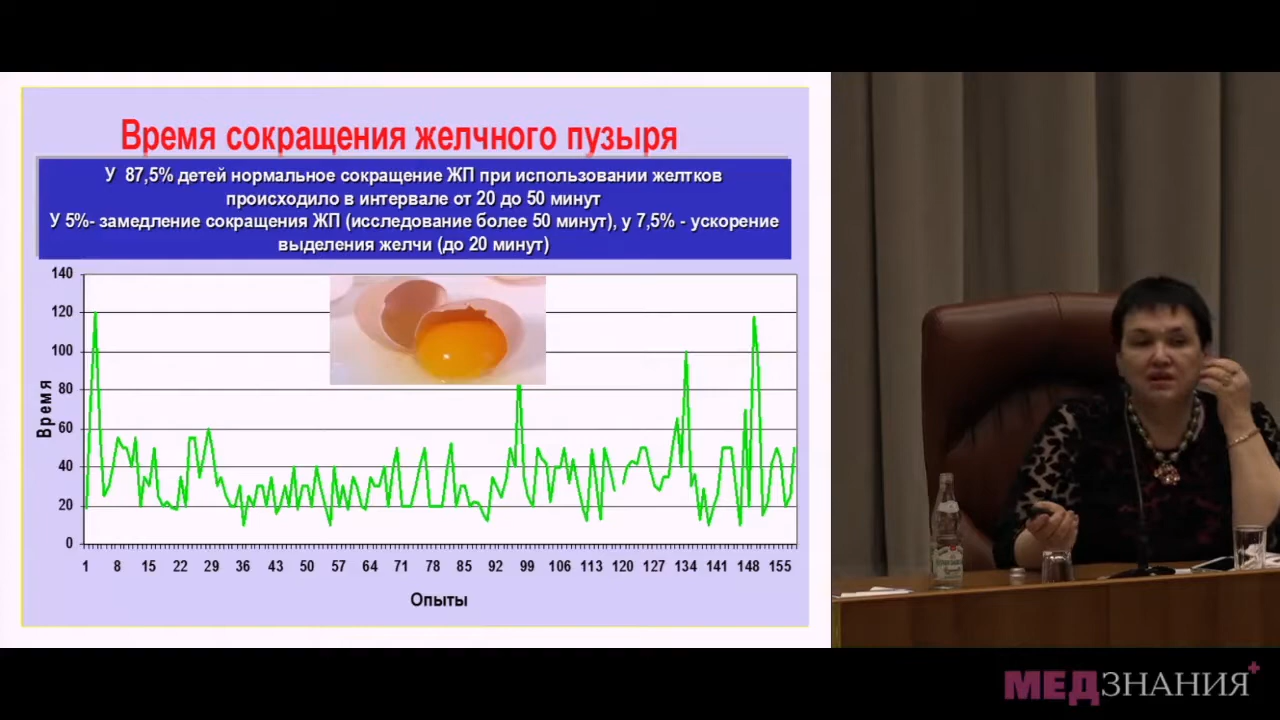 Время сокращения желчного пузыря
У 87,5% детей нормальное сокращение ЖП при использовании желтков
происходило в интервале от 20 до 50 минут
У 5%- замедление сокращения ЖП (исследование более 50 минут), у 7,5% - ускорение
выделения желчи (до 20 минут)
140
120
100
80
60
40
20
0
Время
1 8 15 22 29 36 43 50 57 64 71 78 85 92 99 106 113 120 127 134 141 148 155
Опыты
МЕДЗНАНИЯ+